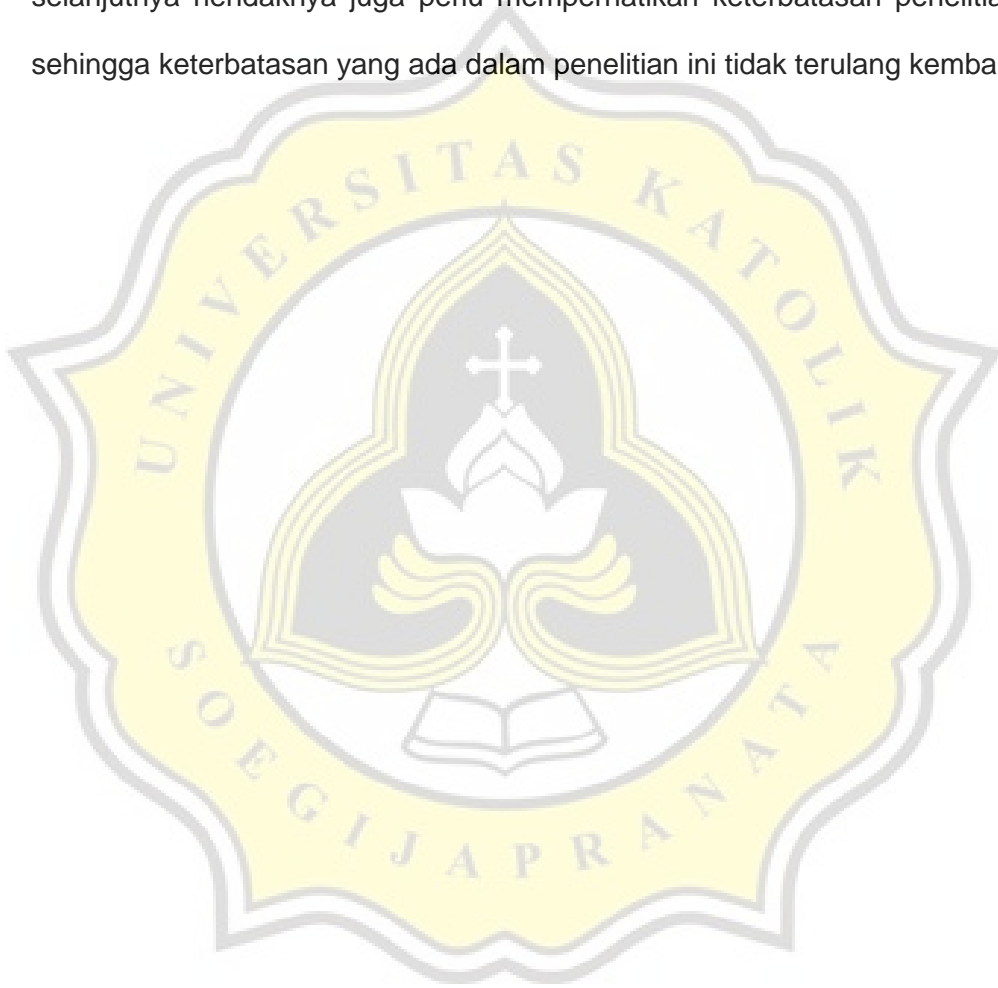 selanjutnya hendaknya juga perlu memperhatikan keterbatasan penelitia
sehingga keterbatasan yang ada dalam penelitian ini tidak terulang kemba
UNIVERSITAS KATOLIK
SOEGIJAPRANATA